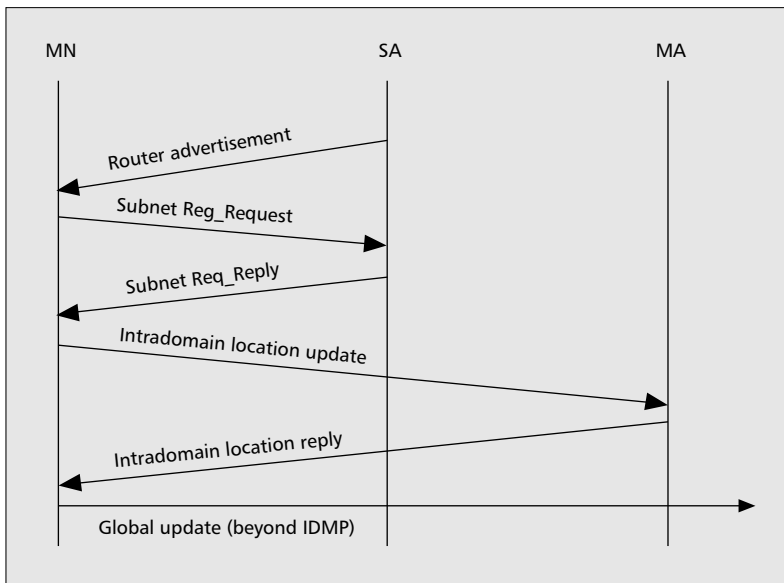 MN
SA
MA
Router advertisement
Subnet Reg_Request
Subnet Req_Reply
Intradomain location update
Intradomain location reply
Global update (beyond IDMP)